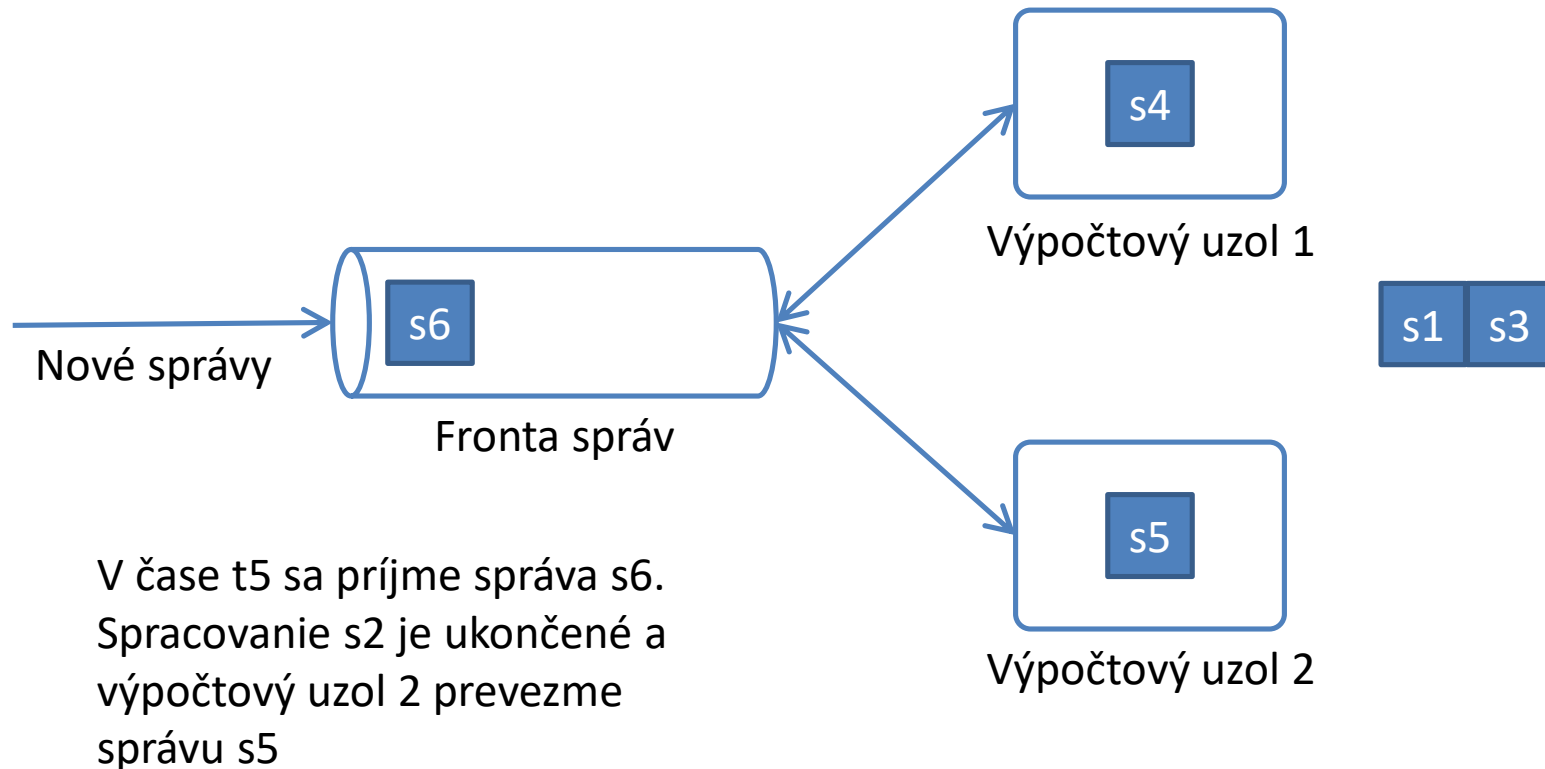 s4
Výpočtový uzol 1
s6
Nové správy
Fronta správ
s1 s3
s5
Výpočtový uzol 2
V čase t5 sa príjme správa s6.
Spracovanie s2 je ukončené a
výpočtový uzol 2 prevezme
správu s5